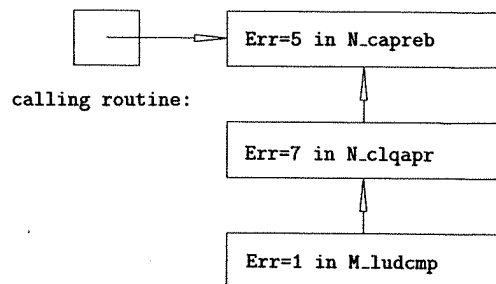 Err=5 in N_capreb
calling routine:
Err=7 in N_clqapr
Err=1 in M_ludcmp